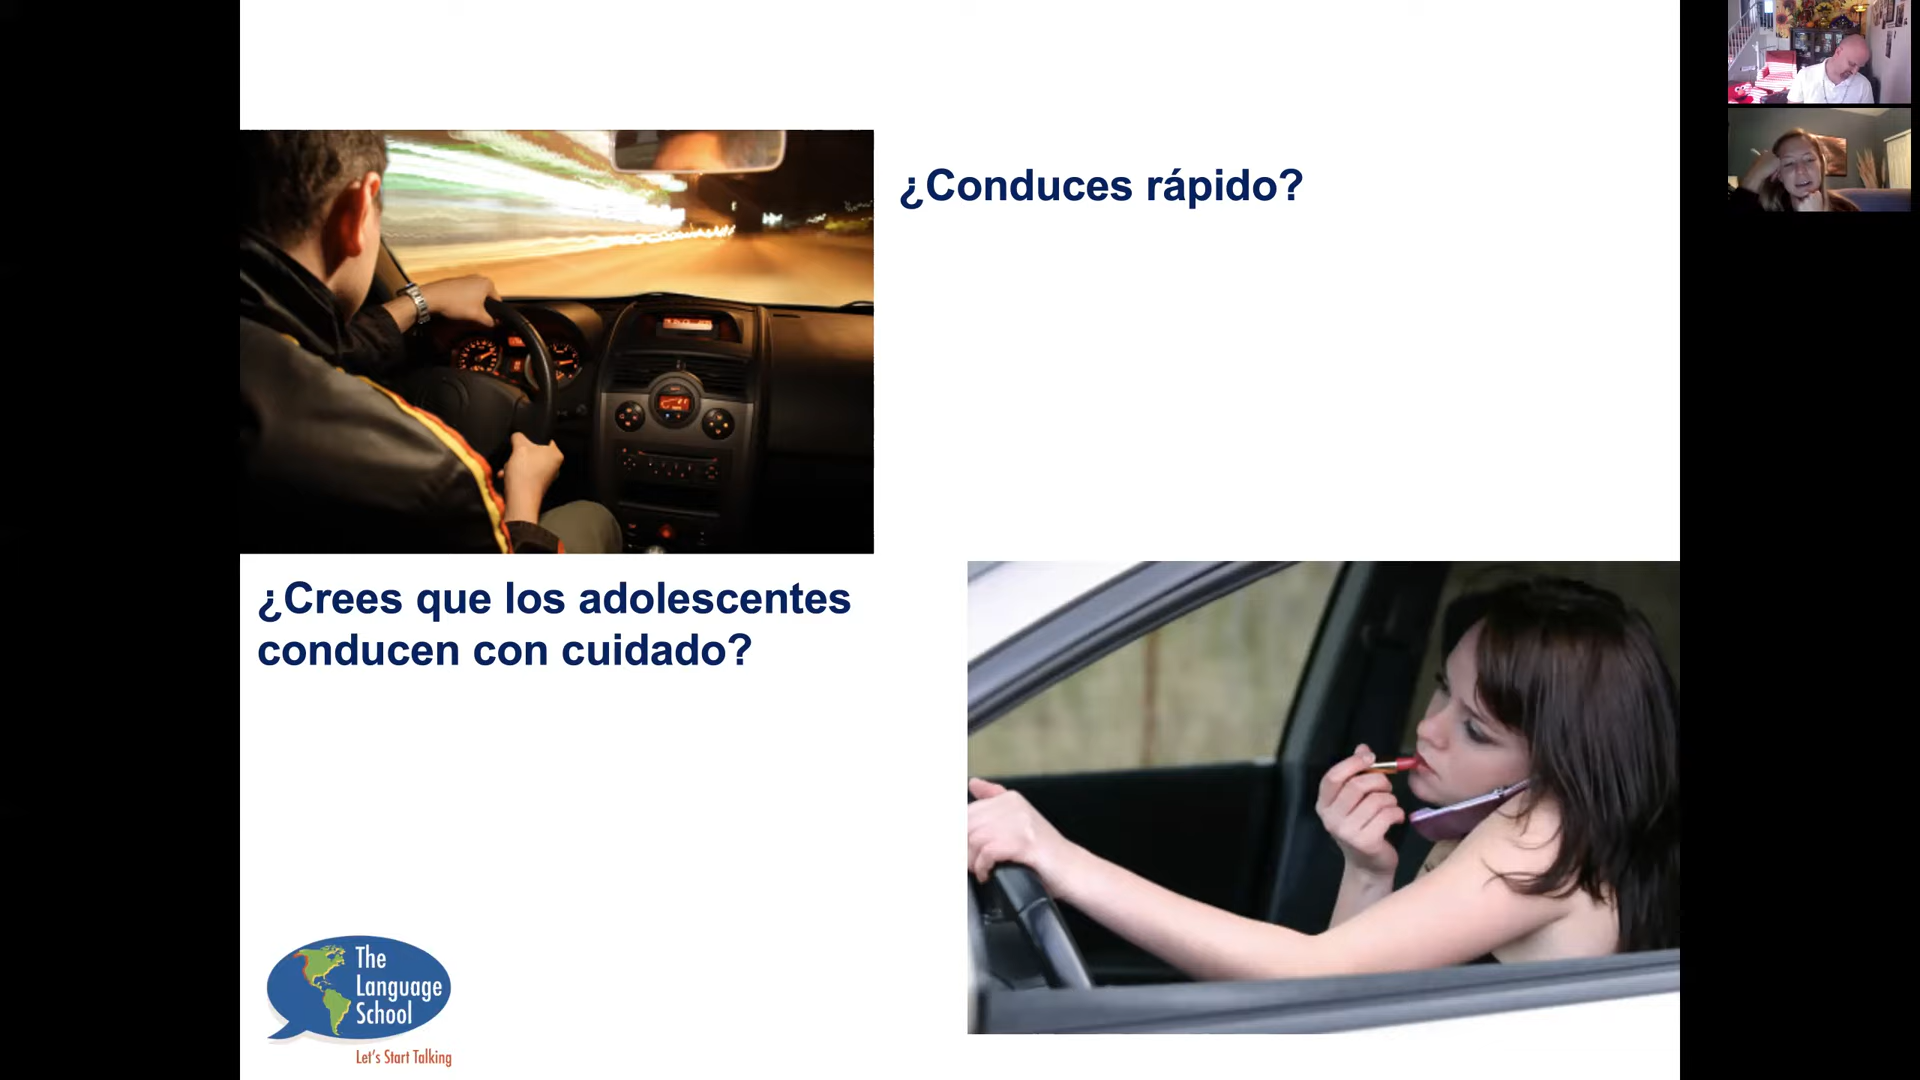 ¿Conduces rápido?
¿Crees que los adolescentes
conducen con cuidado?
The
Language
School
Let's Start Talking